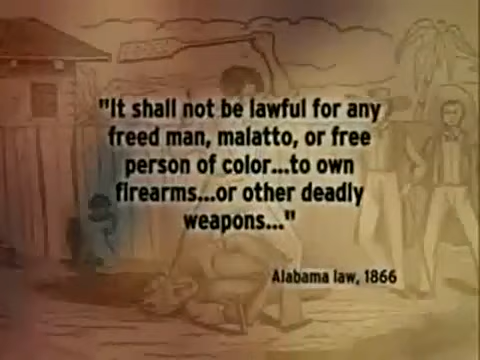 "It shall not be lawful for any
freed man, malatto, or free
person of color...to own
firearms...or other deadly
weapons..."
Alabama law, 1866